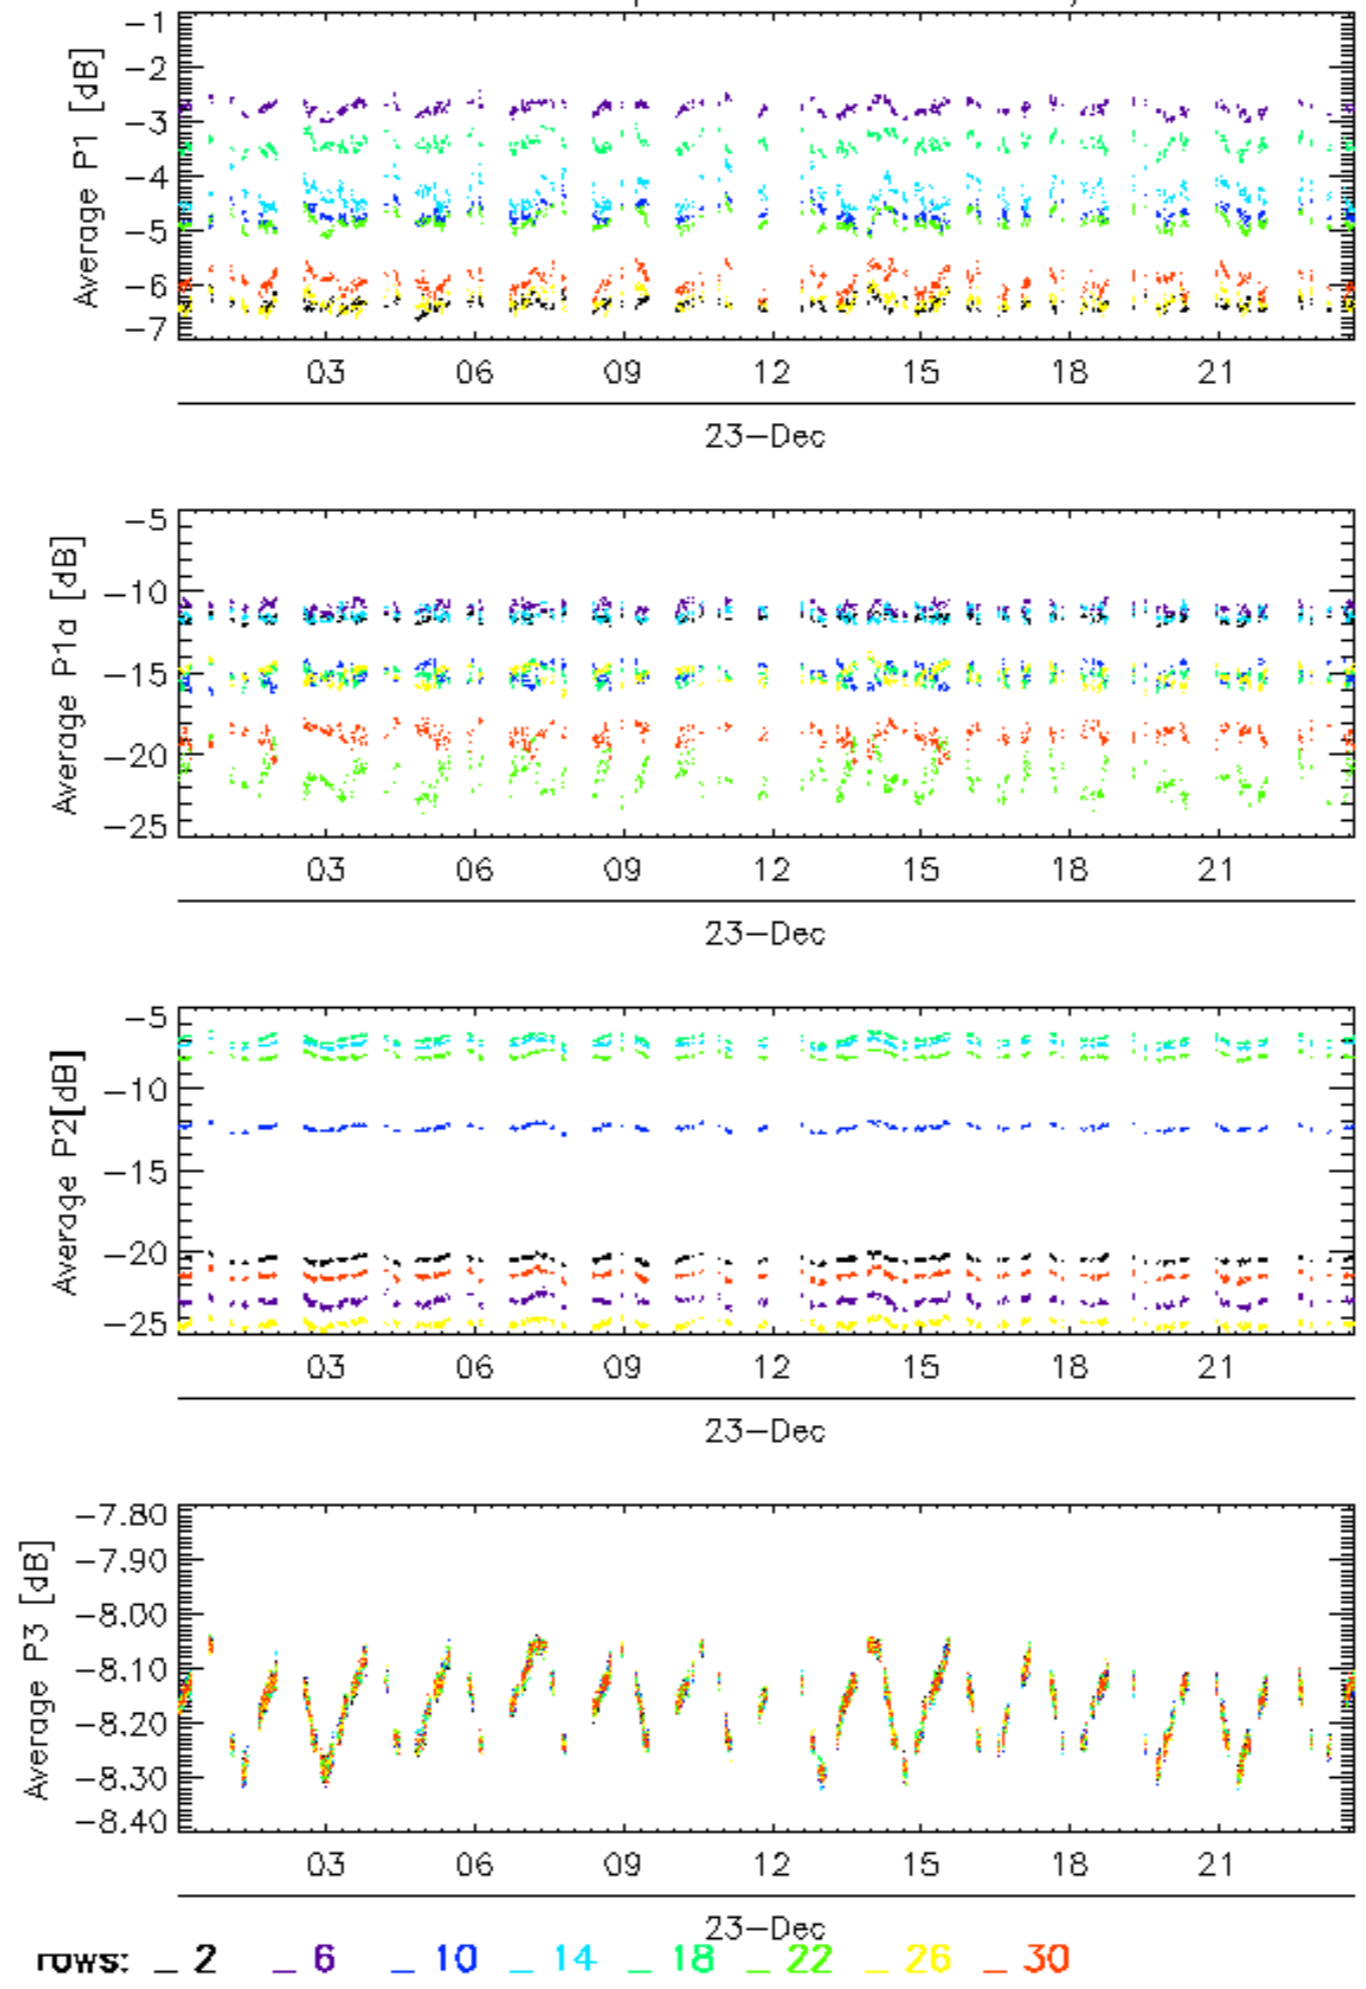 Average P1 [dB]
-1
-2
-3
-4
-5
-6
-7
03 06 09 12 15 18 21
23-Dec
Average P1a [dB]
-5
-10
-15
-20
-25
03 06 09 12 15 18 21
23-Dec
Average P2[dB]
-5
-10
-15
-20
-25
03 06 09 12 15 18 21
23-Dec
Average P3 [dB]
-7.80
-7.90
-8.00
-8.10
-8.20
-8.30
-8.40
03 06 09 12 15 18 21
23-Dec
rows: _ 2 _ 6 _ 10 _ 14 _ 18 _ 22 _ 26 _ 30